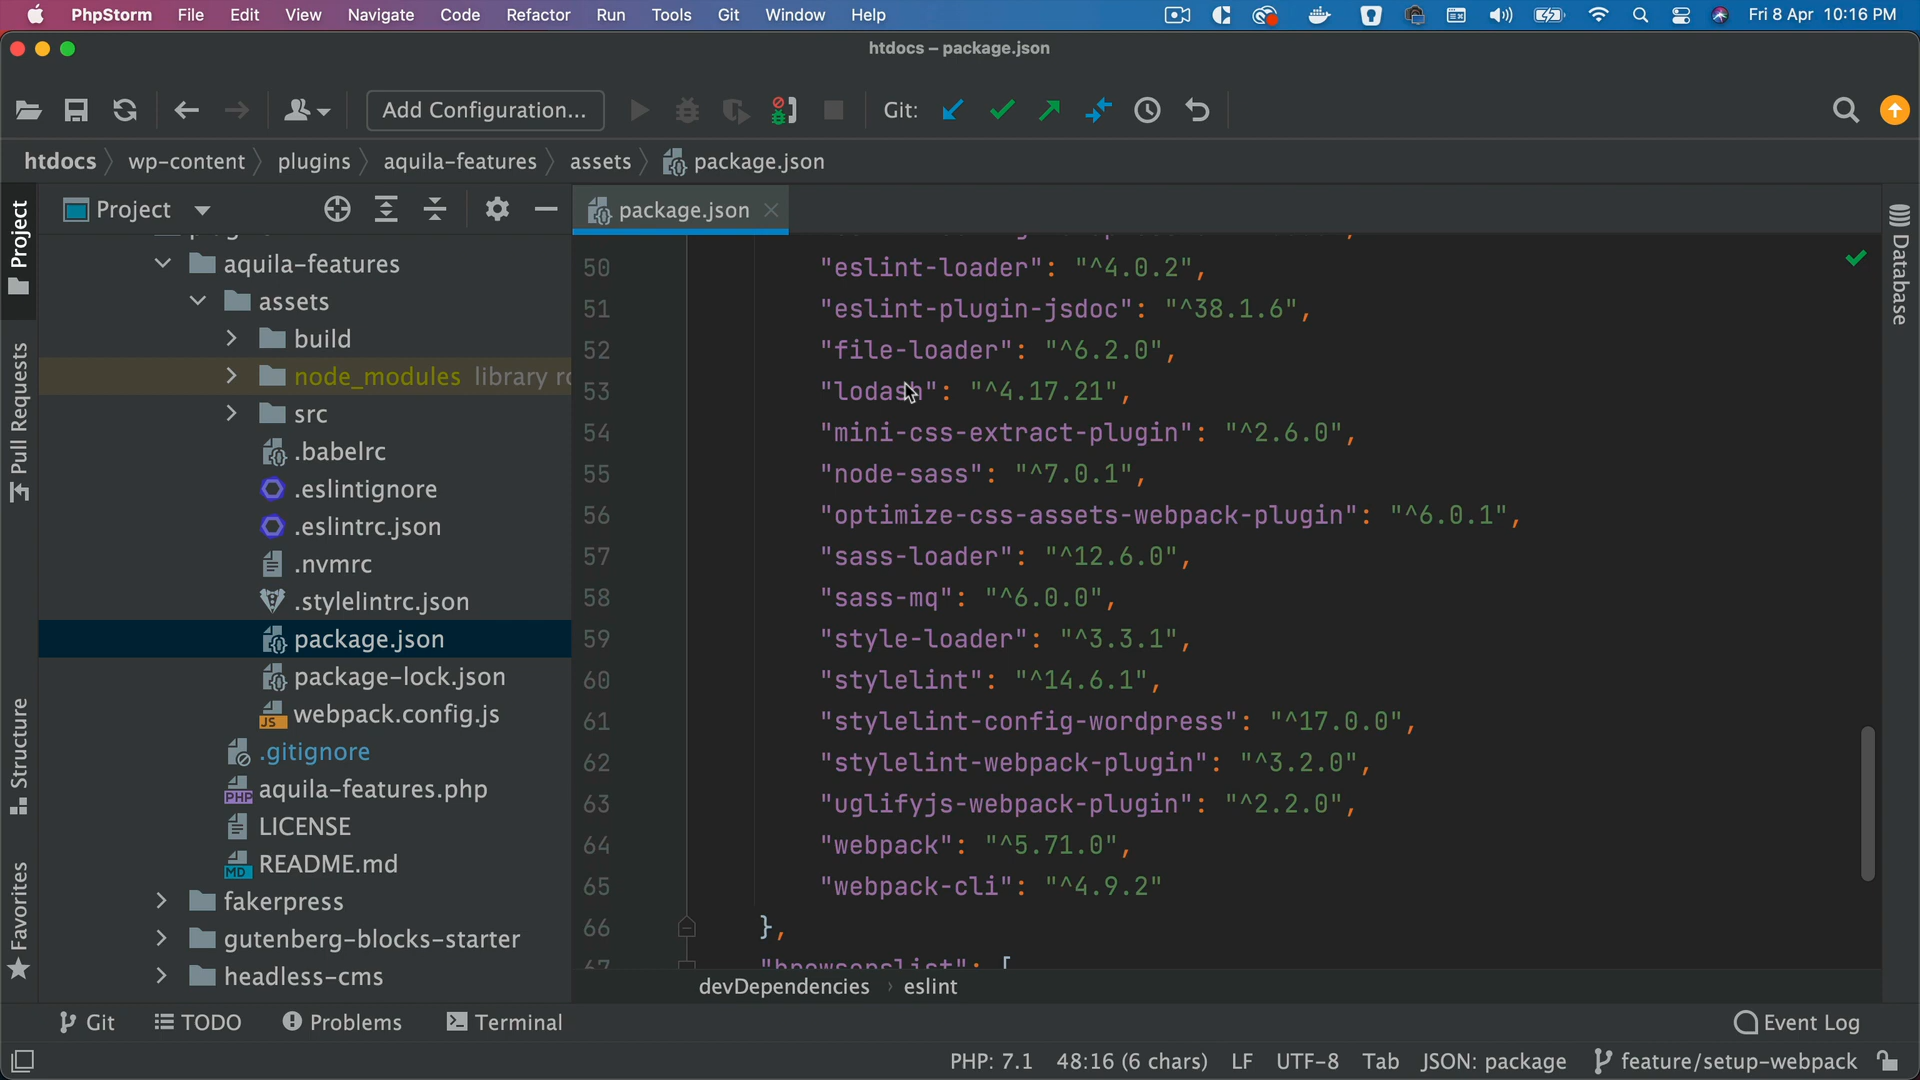 PhpStorm File Edit View Navigate Code Refactor Run Tools Git Window Help Fri 8 Apr 10:16 PM
htdocs – package.json
Add Configuration... Git:
htdocs wp-content plugins aquila-features assets package.json
Project
package.json
Project
Pull Requests
Structure
Favorites
Database
aquila-features
assets
build
node_modules library ro
src
.babelrc
.eslintignore
.eslintrc.json
.nvmrc
.stylelintrc.json
package.json
package-lock.json
JS webpack.config.js
.gitignore
PHP aquila-features.php
LICENSE
MD README.md
fakerpress
gutenberg-blocks-starter
headless-cms
50 "eslint-loader": "^4.0.2",
51 "eslint-plugin-jsdoc": "^38.1.6",
52 "file-loader": "^6.2.0",
53 "lodash": "^4.17.21",
54 "mini-css-extract-plugin": "^2.6.0",
55 "node-sass": "^7.0.1",
56 "optimize-css-assets-webpack-plugin": "^6.0.1",
57 "sass-loader": "^12.6.0",
58 "sass-mq": "^6.0.0",
59 "style-loader": "^3.3.1",
60 "stylelint": "^14.6.1",
61 "stylelint-config-wordpress": "^17.0.0",
62 "stylelint-webpack-plugin": "^3.2.0",
63 "uglifyjs-webpack-plugin": "^2.2.0",
64 "webpack": "^5.71.0",
65 "webpack-cli": "^4.9.2"
66 },
67 "browserslist": [
devDependencies › eslint
Git TODO Problems Terminal Event Log
PHP: 7.1 48:16 (6 chars) LF UTF-8 Tab JSON: package feature/setup-webpack